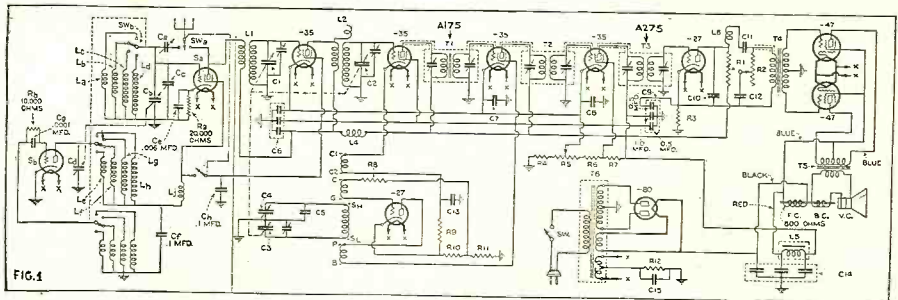 A175
A275
SWb
Ca
SWa
L1
L2
-35
-35
T1
-35
T2
-35
T3
-27
L6
C11
T4
-47
Lc
Lb
La
Ld
Sa
Cc
Cb
C1
C2
R1
R2
C12
C10
R3
-47
Rb
10,000
OHMS
Cg
.0001
MFD.
Sb
Cd
Ce
.006 MFD.
Ra
20,000
OHMS
C6
L4
C7
C8
C9
1.0
MFD.
0.5
MFD.
BLUE
BLUE
T5
Lg
Lh
Le
Lf
Li
Ch
.1 MFD.
Cf
.1 MFD.
C1
C2
C
G
R8
-27
C13
R9
R10
R11
C4
C3
C5
SH
SL
P
B
R4
R5
R6
R7
T6
-80
SW.
R12
C15
BLACK
RED
F.C.
800
OHMS
B.C.
V.C.
L5
C14
FIG.1